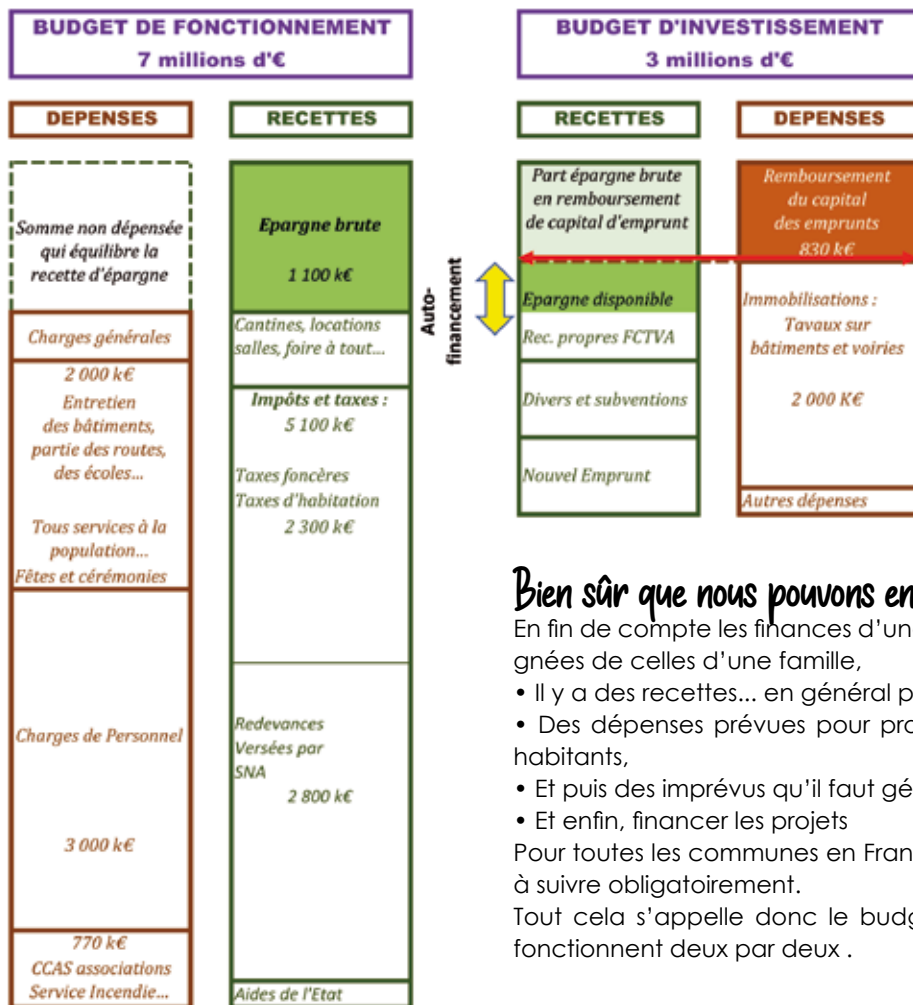 BUDGET DE FONCTIONNEMENT
7 millions d'€
DEPENSES
Somme non dépensée
qui équilibre la
recette d'épargne
Charges générales
2 000 k€
Entretien
des bâtiments,
partie des routes,
des écoles...
Tous services à la
population...
Fêtes et cérémonies
Charges de Personnel
3 000 k€
770 k€
CCAS associations
Service Incendie...
RECETTES
Epargne brute
1 100 k€
Cantines, locations
salles, foire à tout...
Impôts et taxes :
5 100 k€
Taxes foncères
Taxes d'habitation
2 300 k€
Redevances
Versées par
SNA
2 800 k€
Aides de l'Etat
Auto-
financement
BUDGET D'INVESTISSEMENT
3 millions d'€
RECETTES
Part épargne brute
en remboursement
de capital d'emprunt
Epargne disponible
Rec. propres FCTVA
Divers et subventions
Nouvel Emprunt
DEPENSES
Remboursement
du capital
des emprunts
830 k€
Immobilisations :
Tavaux sur
bâtiments et voiries
2 000 K€
Autres dépenses
Bien sûr que nous pouvons en
En fin de compte les finances d'un
gnées de celles d'une famille,
• Il y a des recettes... en général p
• Des dépenses prévues pour pro
habitants,
• Et puis des imprévus qu'il faut gé
• Et enfin, financer les projets
Pour toutes les communes en Fran
à suivre obligatoirement.
Tout cela s'appelle donc le budg
fonctionnent deux par deux .